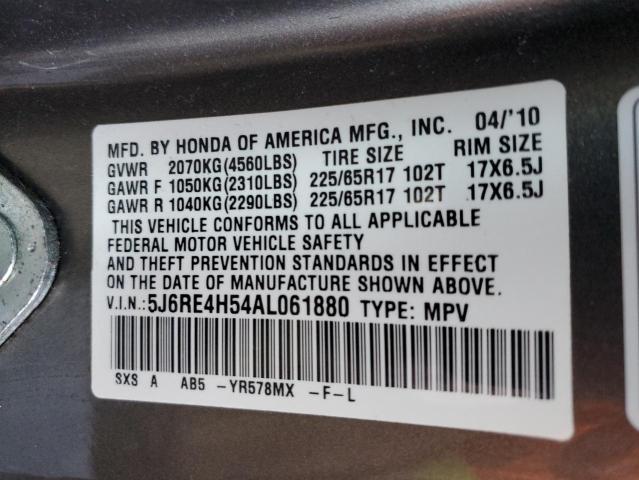 MFD. BY HONDA OF AMERICA MFG., INC. 04/'10
GVWR 2070KG(4560LBS) TIRE SIZE RIM SIZE
GAWR F 1050KG(2310LBS) 225/65R17 102T 17X6.5J
GAWR R 1040KG(2290LBS) 225/65R17 102T 17X6.5J
THIS VEHICLE CONFORMS TO ALL APPLICABLE
FEDERAL MOTOR VEHICLE SAFETY
AND THEFT PREVENTION STANDARDS IN EFFECT
ON THE DATE OF MANUFACTURE SHOWN ABOVE.
V.I.N.:5J6RE4H54AL061880 TYPE: MPV
SXS A AB5 -YR578MX -F-L